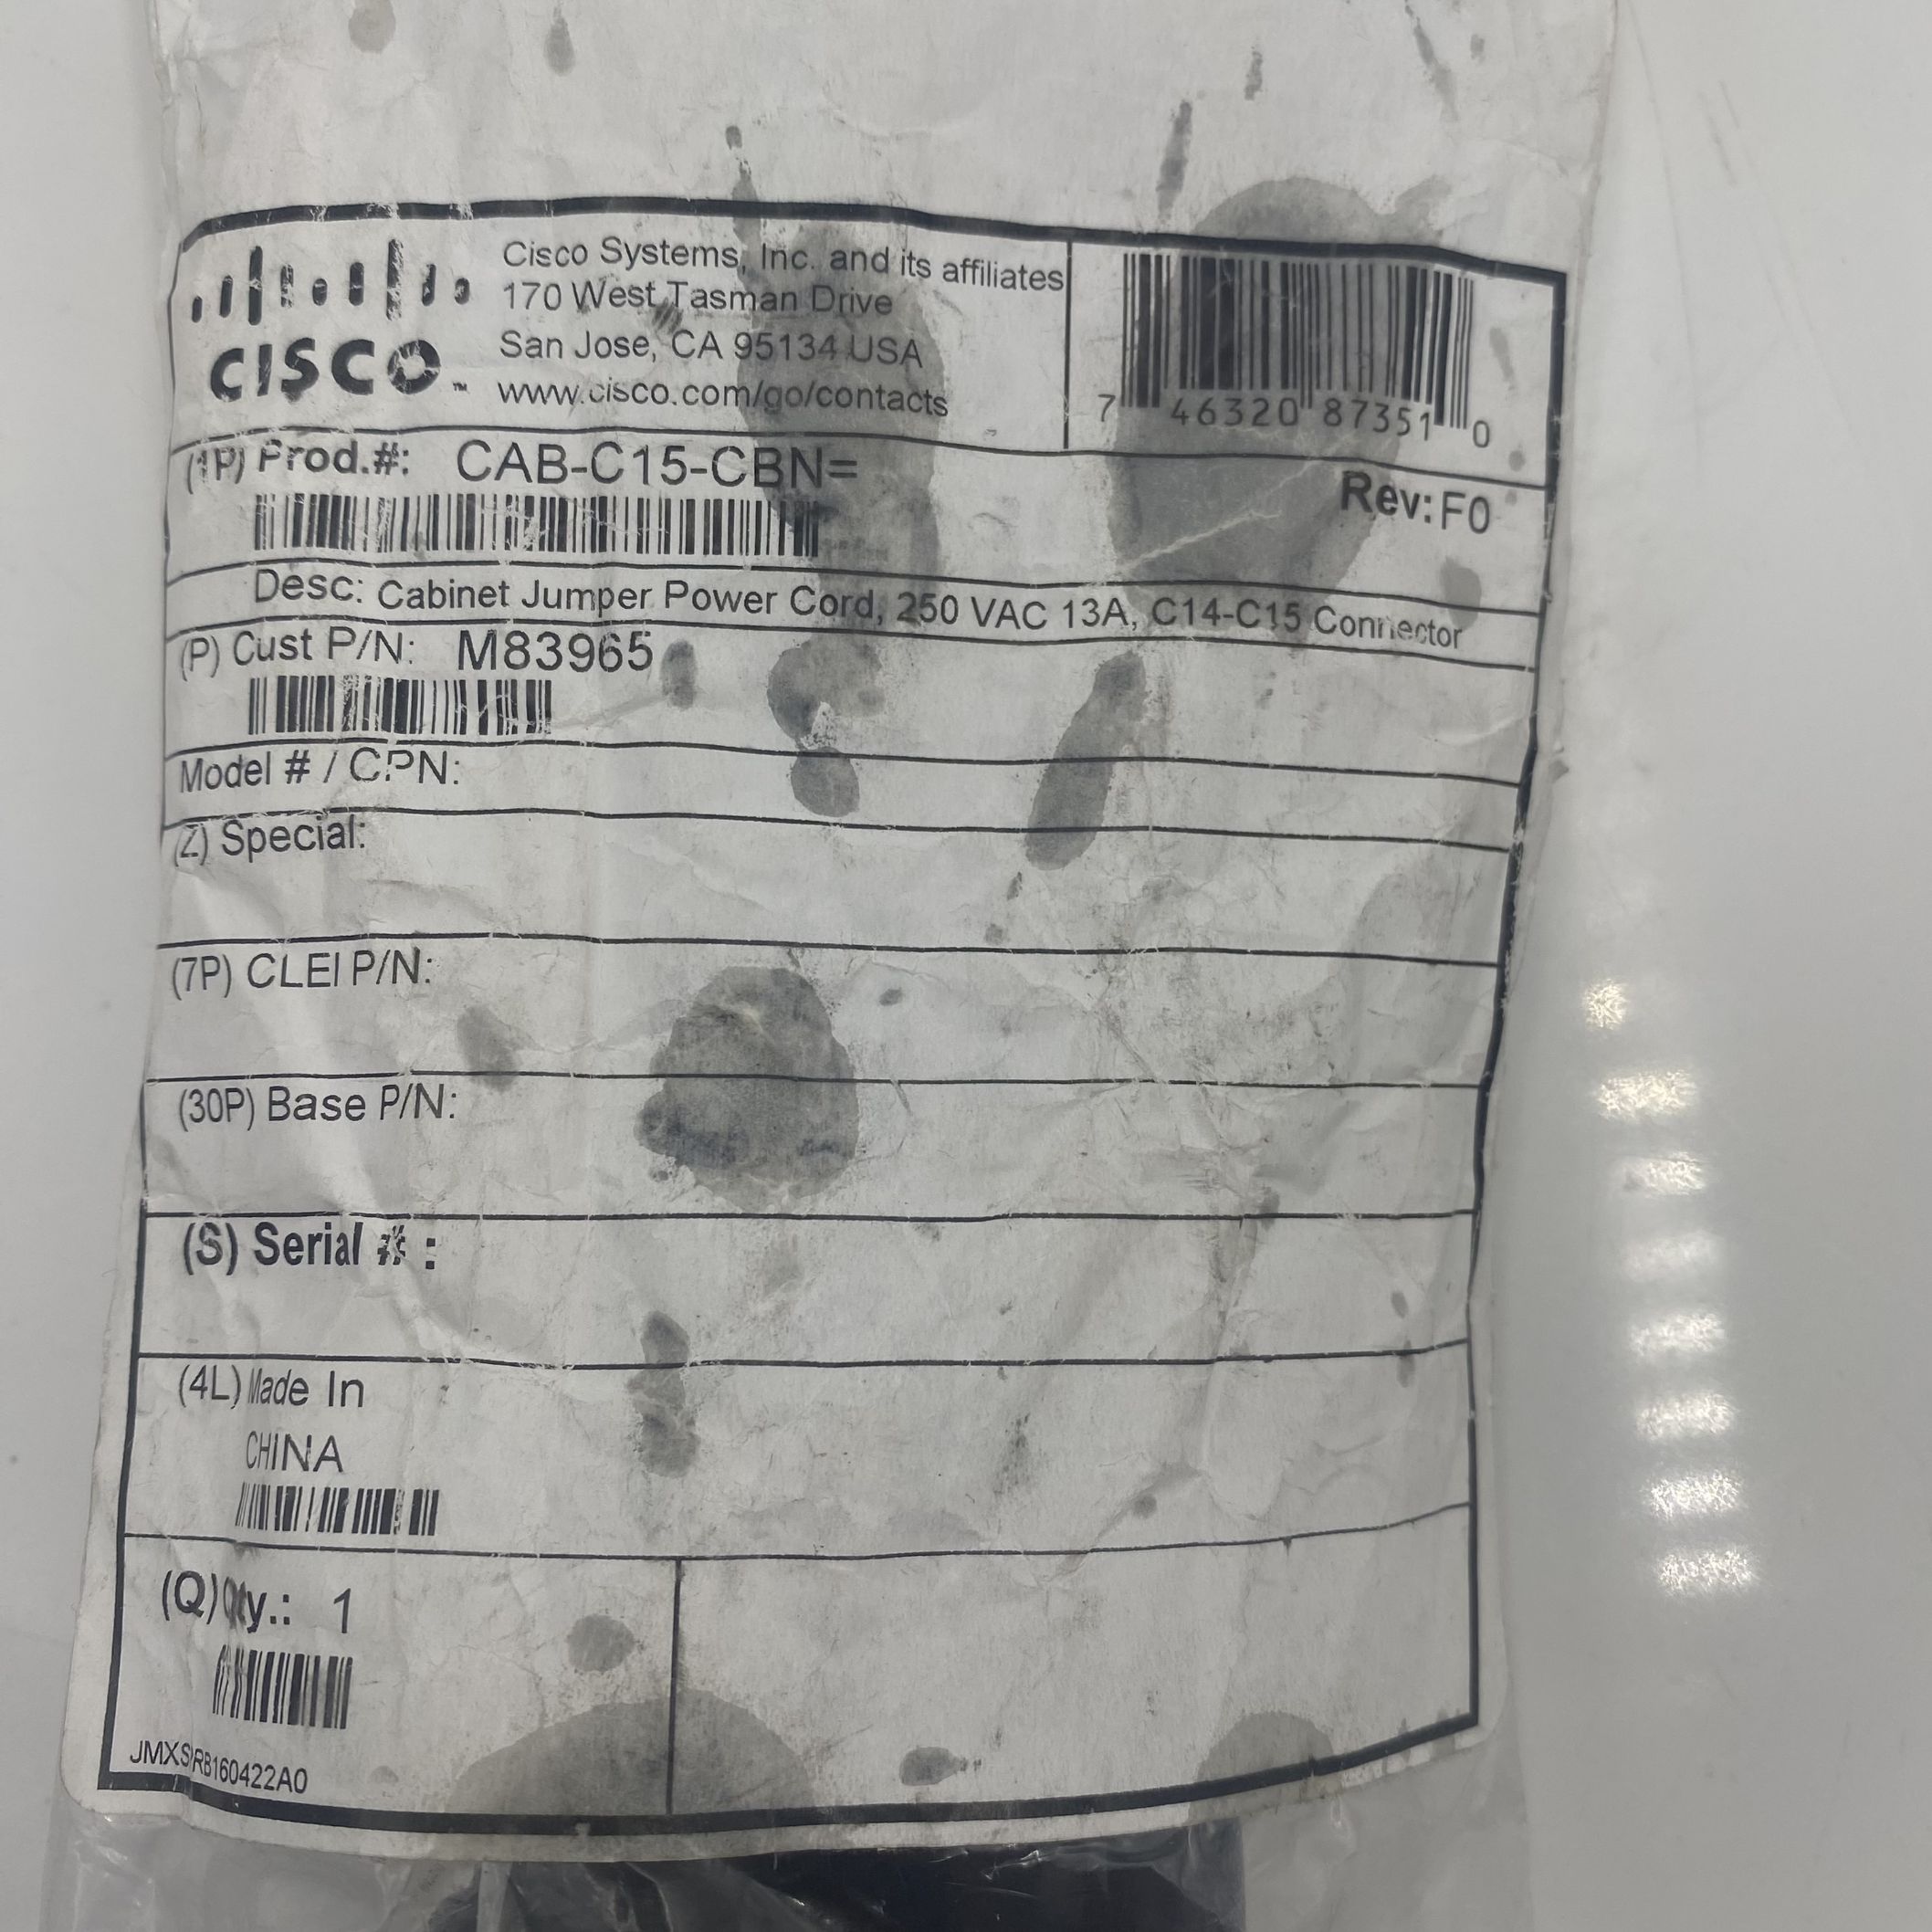 CISCO™
Cisco Systems, Inc. and its affiliates
170 West Tasman Drive
San Jose, CA 95134 USA
www.cisco.com/go/contacts
7 46320 87351 0
(1P) Prod.#: CAB-C15-CBN=
Rev: F0
Desc: Cabinet Jumper Power Cord, 250 VAC 13A, C14-C15 Connector
(P) Cust P/N: M83965
Model # / CPN:
(Z) Special:
(7P) CLEI P/N:
(30P) Base P/N:
(S) Serial # :
(4L) Made In
CHINA
(Q) Qty.: 1